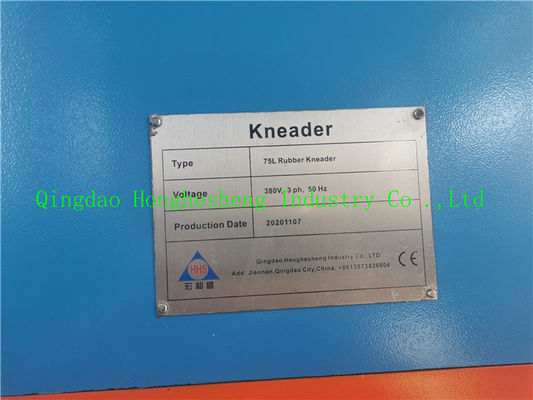 Kneader
Type 75L Rubber Kneader
Voltage 380V, 3 ph, 50 Hz
Qingdao Honghesheng Industry Co .,Ltd
Production Date 20201107
Qingdao Honghesheng Industry Co., LTD
Add: Jiaonan,Qingdao City,China, +8613573826806
HHS
宏和盛
CE